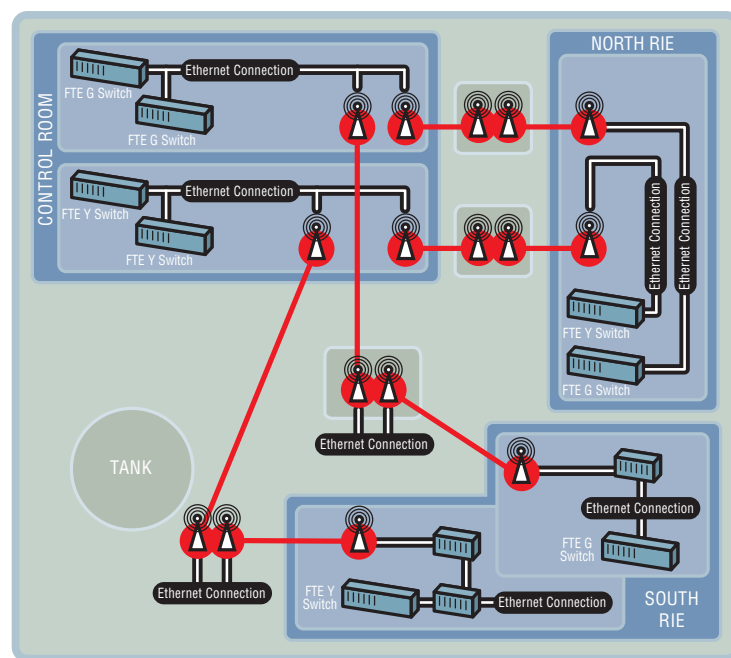 NORTH RIE
Ethernet Connection
FTE G Switch
FTE G Switch
CONTROL ROOM
Ethernet Connection
FTE Y Switch
FTE Y Switch
Ethernet Connection
Ethernet Connection
FTE Y Switch
FTE G Switch
Ethernet Connection
TANK
Ethernet Connection
FTE G
Switch
Ethernet Connection
FTE Y
Switch
Ethernet Connection
SOUTH
RIE